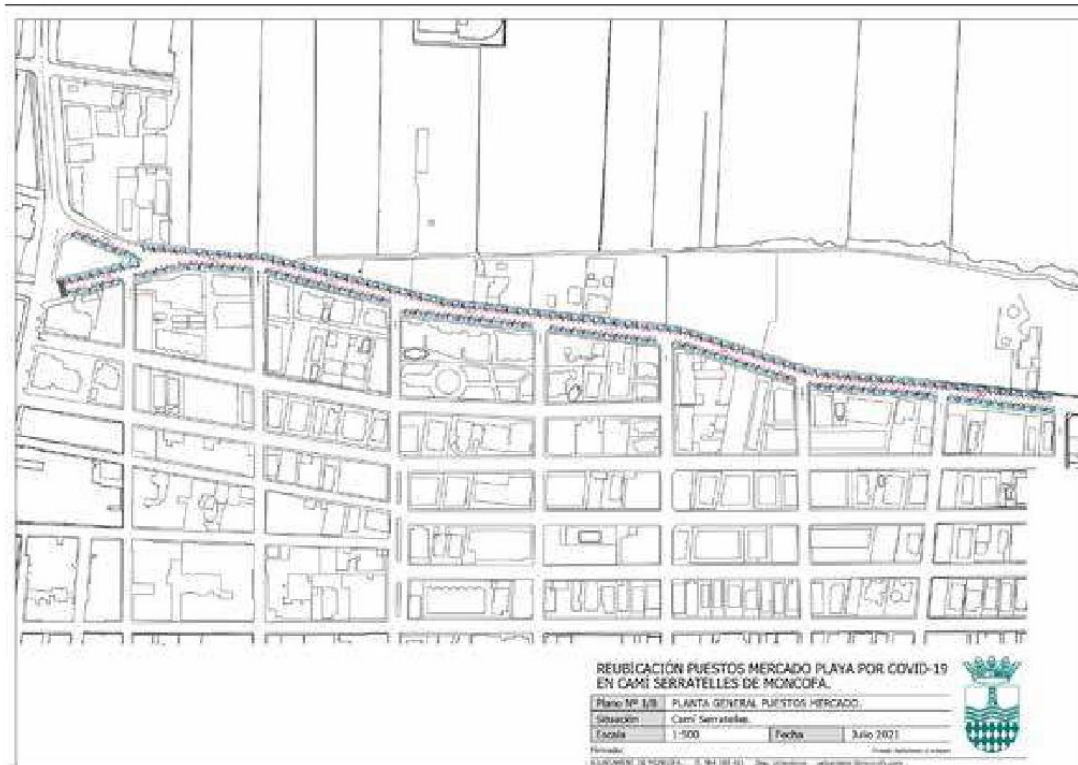 REUBICACIÓN PUESTOS MERCADO PLAYA POR COVID-19
EN CAMÍ SERRATELLES DE MONCOFA.
Plano Nº 1/8 PLANTA GENERAL PUESTOS MERCADO.
Situación Camí Serratelles.
Escala 1:500 Fecha Julio 2021